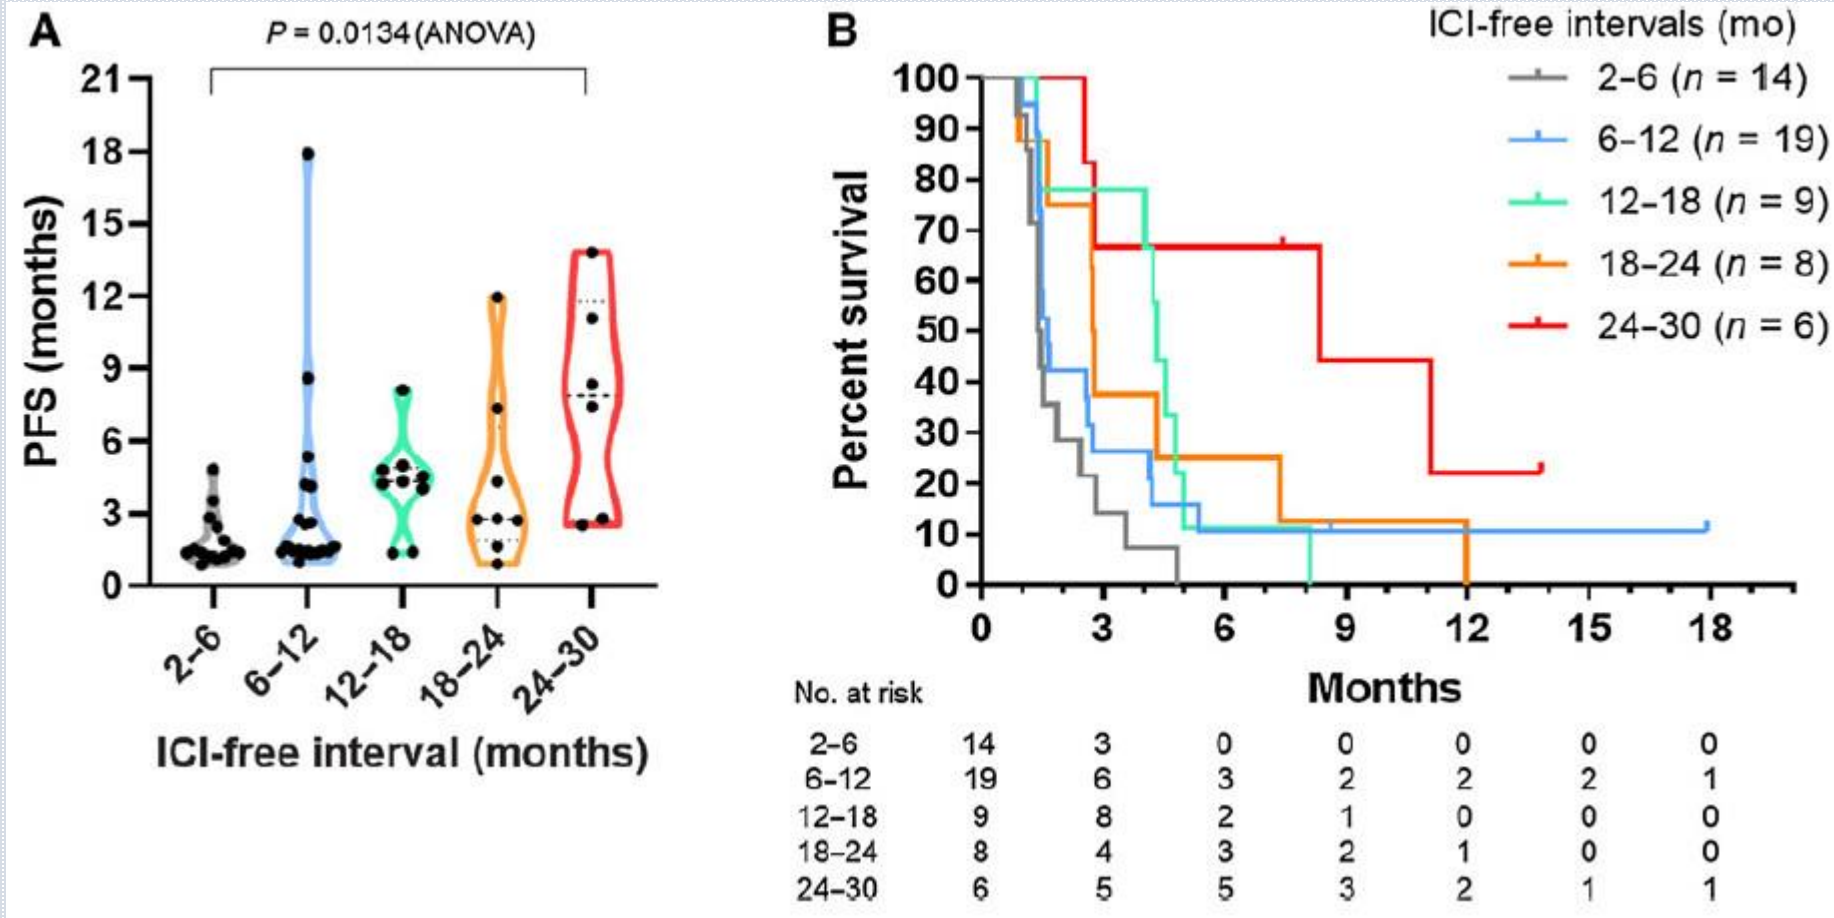 A
P = 0.0134 (ANOVA)
21
18
15
12
9
6
3
0
PFS (months)
2–6
6–12
12–18
18–24
24–30
ICI-free interval (months)
B
ICI-free intervals (mo)
2–6 (n = 14)
6–12 (n = 19)
12–18 (n = 9)
18–24 (n = 8)
24–30 (n = 6)
100
90
80
70
60
50
40
30
20
10
0
Percent survival
0 3 6 9 12 15 18
Months
No. at risk
2–6 14 3 0 0 0 0 0
6–12 19 6 3 2 2 2 1
12–18 9 8 2 1 0 0 0
18–24 8 4 3 2 1 0 0
24–30 6 5 5 3 2 1 1